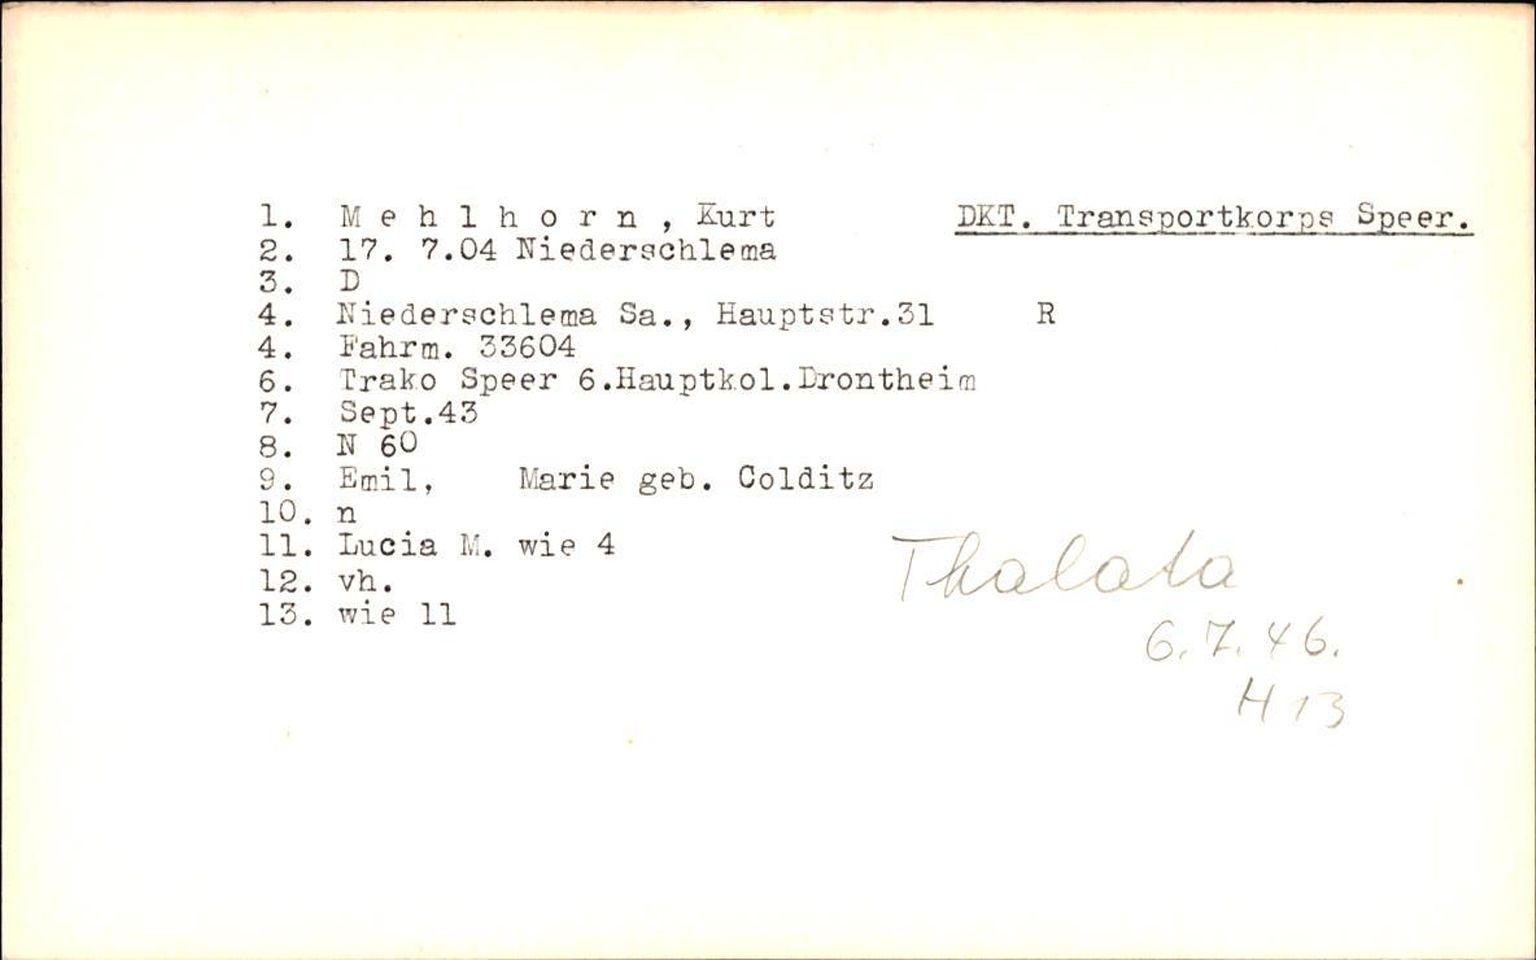 1. M e h l h o r n , Kurt DKT. Transportkorps Speer.
2. 17. 7.04 Niederschlema
3. D
4. Niederschlema Sa., Hauptstr.31 R
4. Fahrm. 33604
6. Trako Speer 6.Hauptkol.Drontheim
7. Sept.43
8. N 60
9. Emil, Marie geb. Colditz
10. n
11. Lucia M. wie 4
12. vh.
13. wie 11
Thalata
6.7.46.
H 13